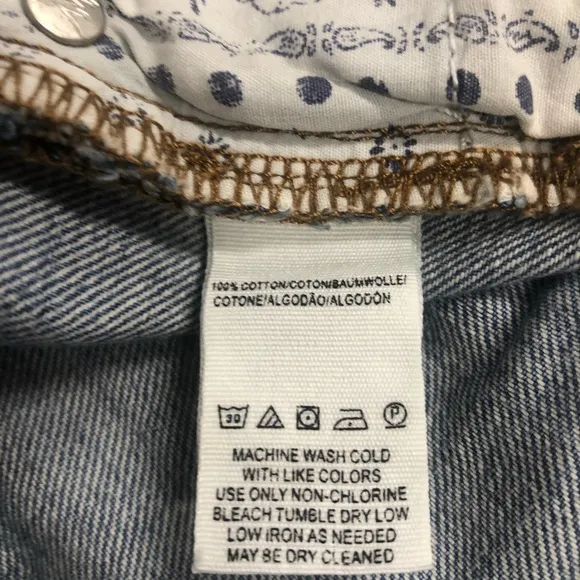 100% COTTON/COTON/BAUMWOLLE/
COTONE/ALGODÃO/ALGODÓN
30 P
MACHINE WASH COLD
WITH LIKE COLORS
USE ONLY NON-CHLORINE
BLEACH TUMBLE DRY LOW
LOW IRON AS NEEDED
MAY BE DRY CLEANED